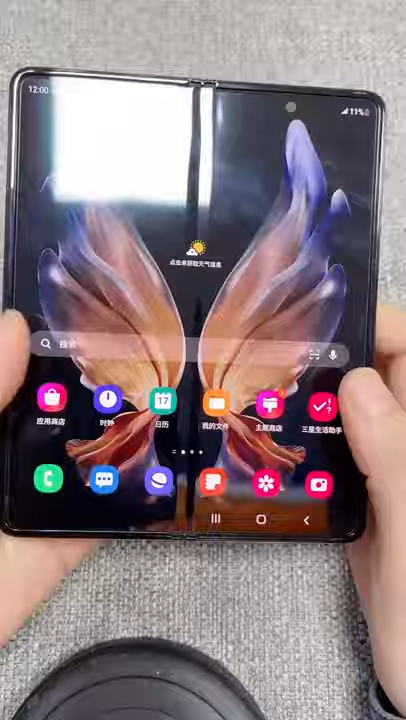 12:00
11%
点击来获取天气信息
搜索
17
应用商店
时钟
日历
我的文件
主题商店
三星生活助手